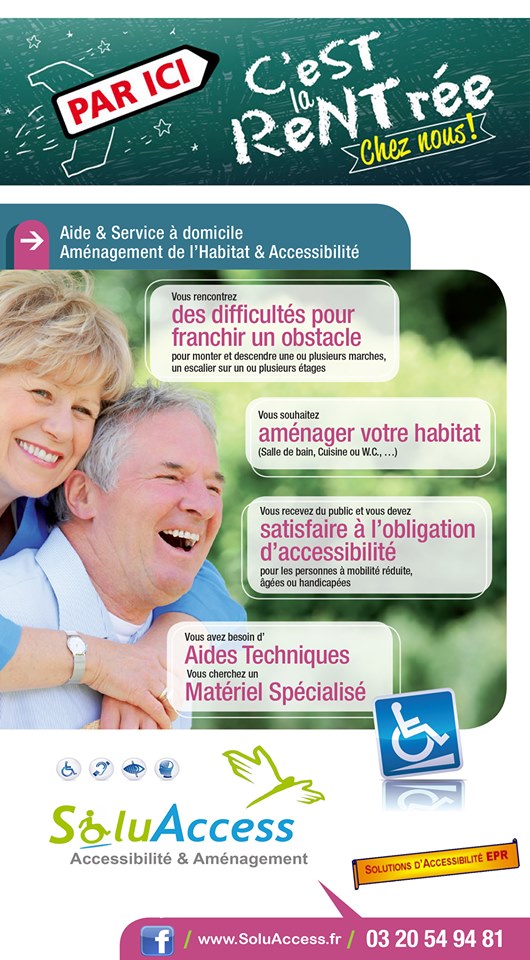 PAR ICI
C'eST
la
ReNTrée
Chez nous!
Aide & Service à domicile
Aménagement de l'Habitat & Accessibilité
Vous rencontrez
des difficultés pour
franchir un obstacle
pour monter et descendre une ou plusieurs marches,
un escalier sur un ou plusieurs étages
Vous souhaitez
aménager votre habitat
(Salle de bain, Cuisine ou W.C., …)
Vous recevez du public et vous devez
satisfaire à l'obligation
d'accessibilité
pour les personnes à mobilité réduite,
âgées ou handicapées
Vous avez besoin d'
Aides Techniques
Vous cherchez un
Matériel Spécialisé
SoluAccess
Accessibilité & Aménagement
SOLUTIONS D'ACCESSIBILITÉ EPR
f / www.SoluAccess.fr / 03 20 54 94 81